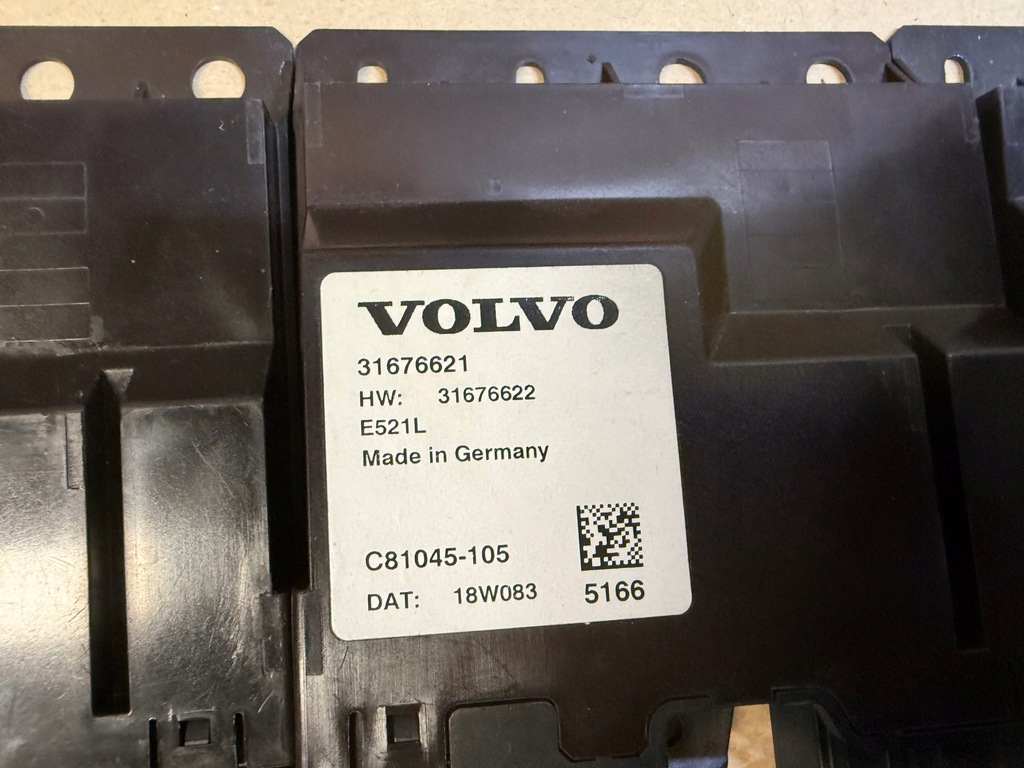 VOLVO
31676621
HW: 31676622
E521L
Made in Germany
C81045-105
DAT: 18W083
5166